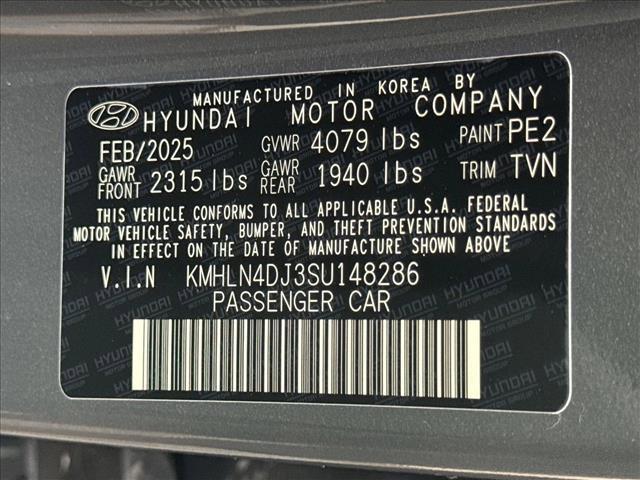 MANUFACTURED IN KOREA BY
HYUNDAI MOTOR COMPANY
FEB/2025 GVWR 4079 lbs PAINT PE2
GAWR FRONT 2315 lbs GAWR REAR 1940 lbs TRIM TVN
THIS VEHICLE CONFORMS TO ALL APPLICABLE U.S.A. FEDERAL
MOTOR VEHICLE SAFETY, BUMPER, AND THEFT PREVENTION STANDARDS
IN EFFECT ON THE DATE OF MANUFACTURE SHOWN ABOVE
V.I.N KMHLN4DJ3SU148286
PASSENGER CAR